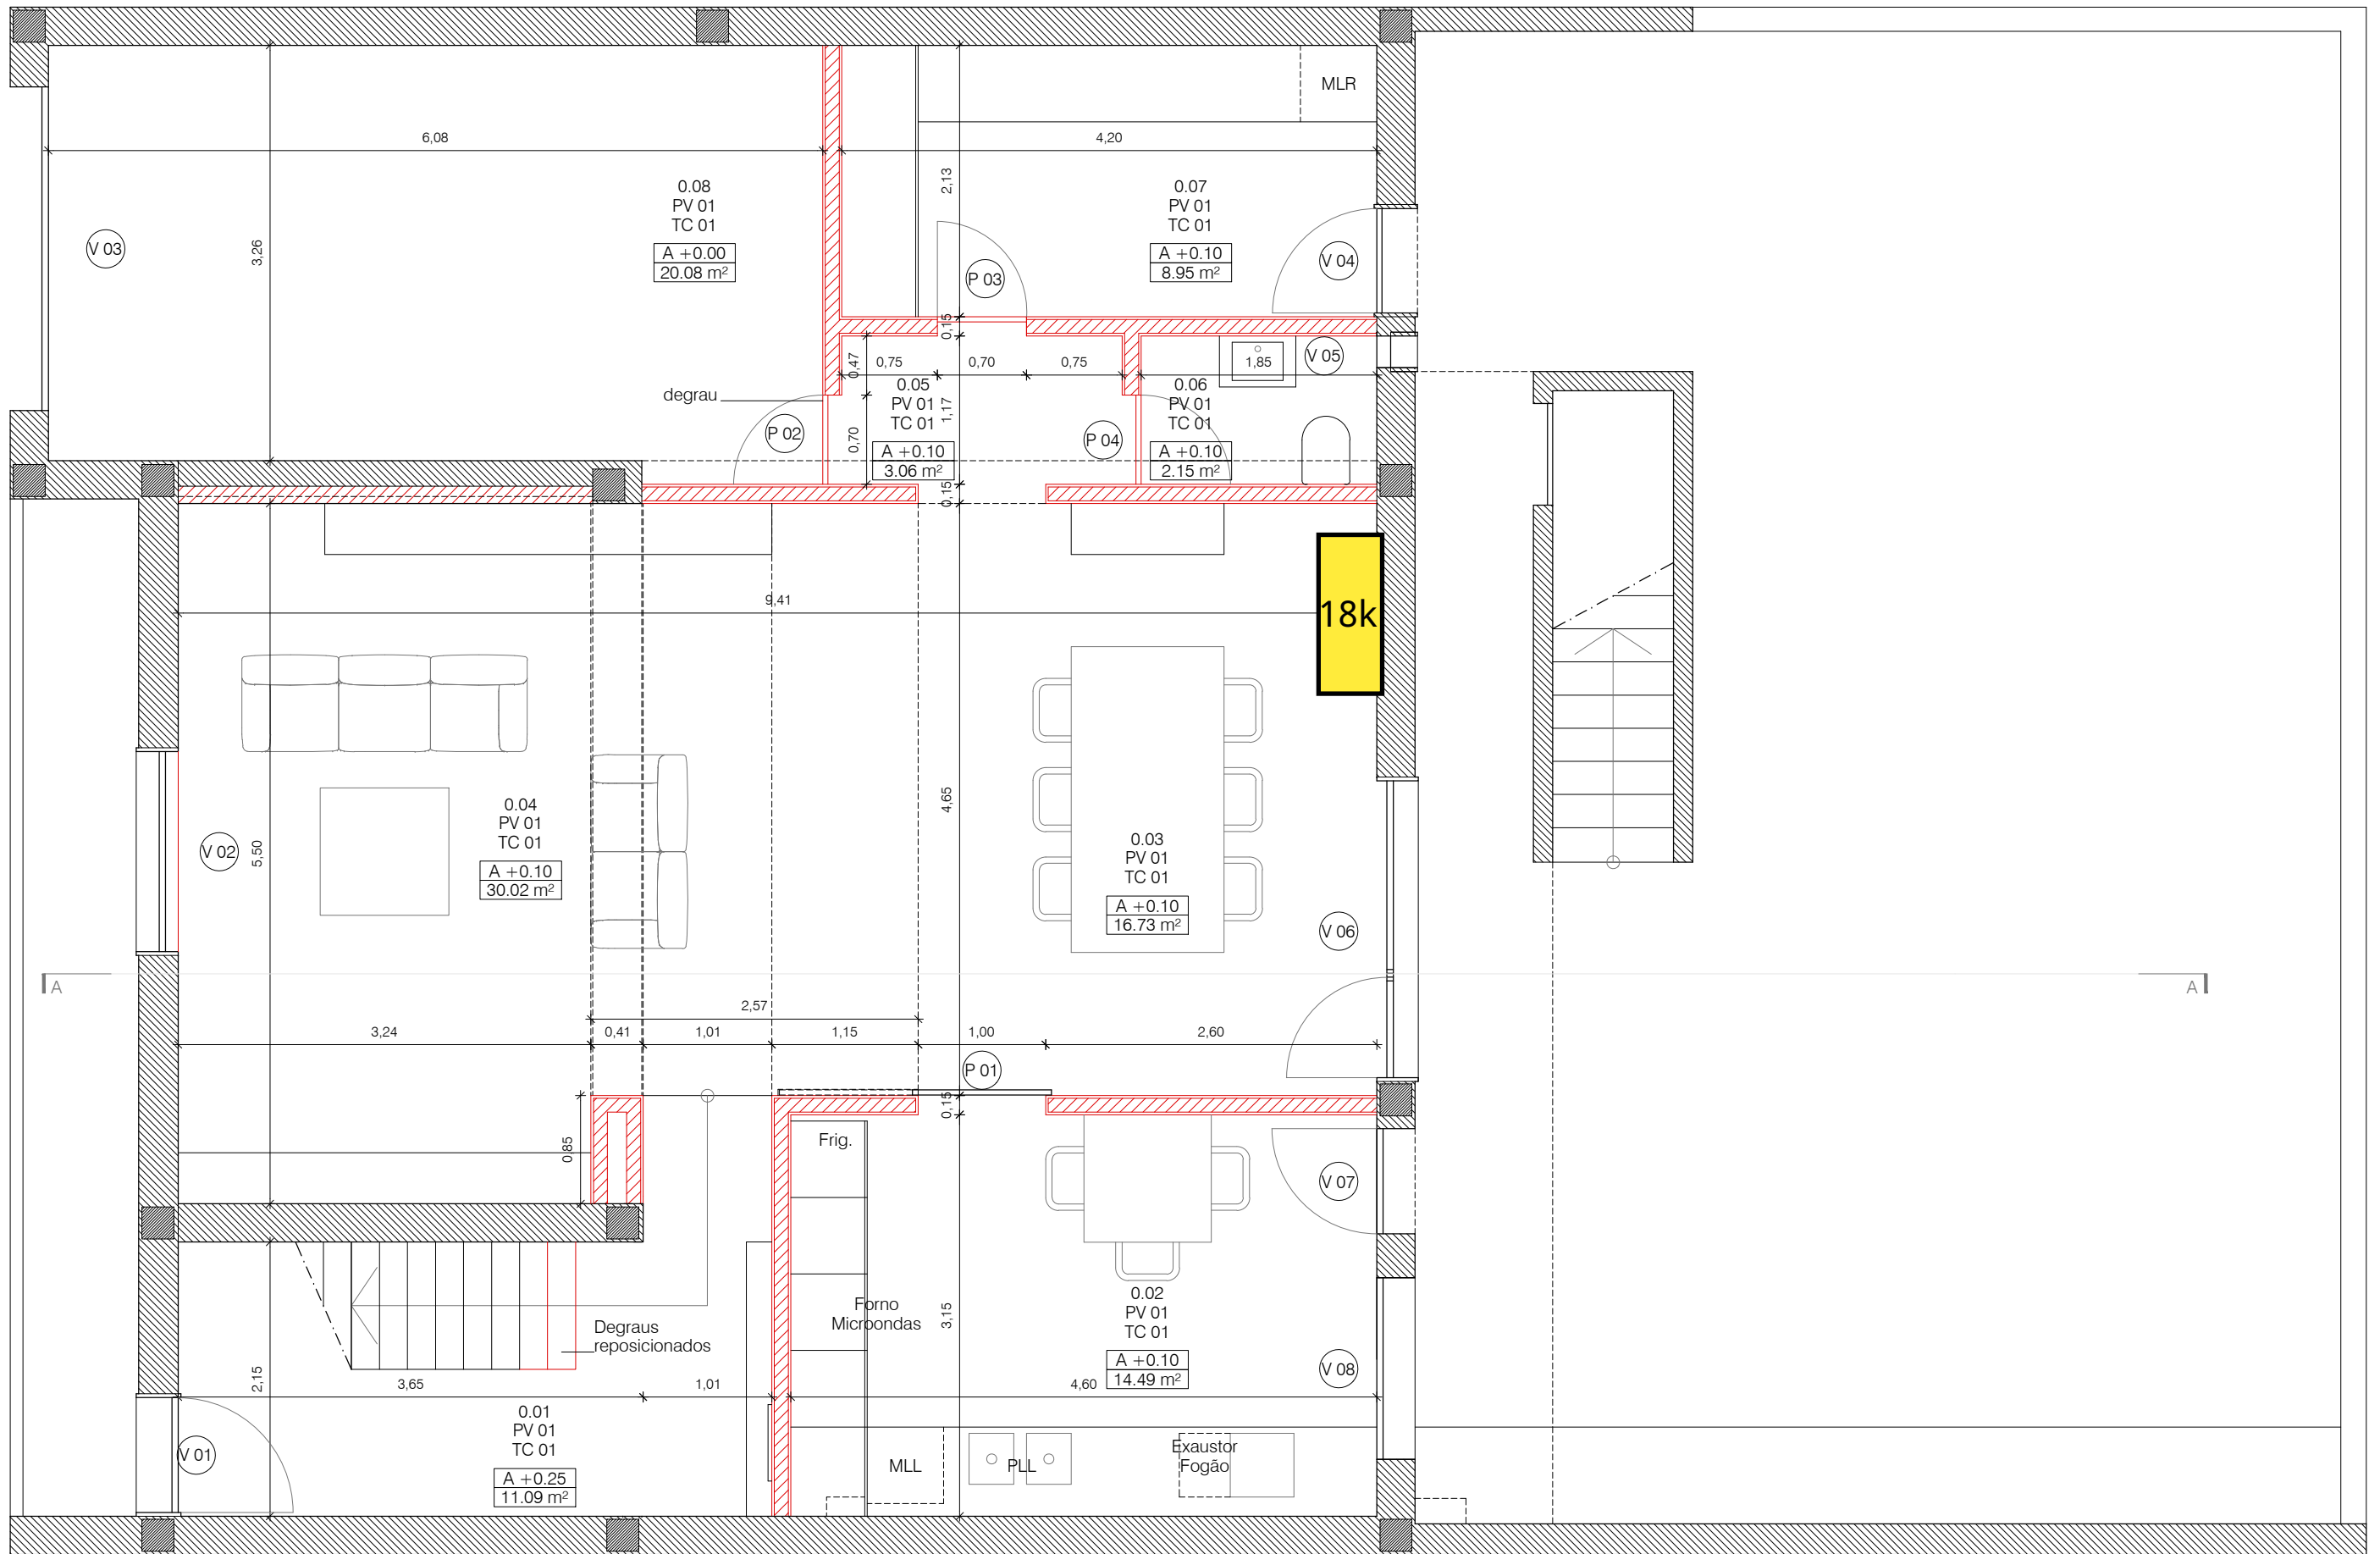 MLR
6,08
4,20
2,13
0.08
PV 01
TC 01
A +0.00
20.08 m²
0.07
PV 01
TC 01
A +0.10
8.95 m²
V 03
3,26
P 03
V 04
0,15
0,47
0,75
0,70
0,75
1,85
V 05
degrau
0.05
PV 01
TC 01
A +0.10
3.06 m²
1,17
0.06
PV 01
TC 01
A +0.10
2.15 m²
P 02
0,70
P 04
0,15
9,41
18k
4,65
0.04
PV 01
TC 01
A +0.10
30.02 m²
V 02
5,50
0.03
PV 01
TC 01
A +0.10
16.73 m²
V 06
A
A
2,57
3,24
0,41
1,01
1,15
1,00
2,60
P 01
0,15
0,85
Frig.
V 07
Forno
Microondas
3,15
0.02
PV 01
TC 01
A +0.10
14.49 m²
Degraus
reposicionados
V 08
2,15
3,65
1,01
4,60
0.01
PV 01
TC 01
A +0.25
11.09 m²
V 01
MLL
PLL
Exaustor
Fogão